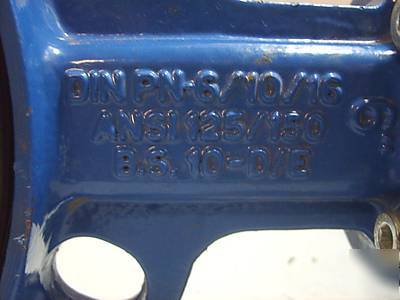 DIN PN-6/10/16
ANSI 125/150
B.S. 10-D/E